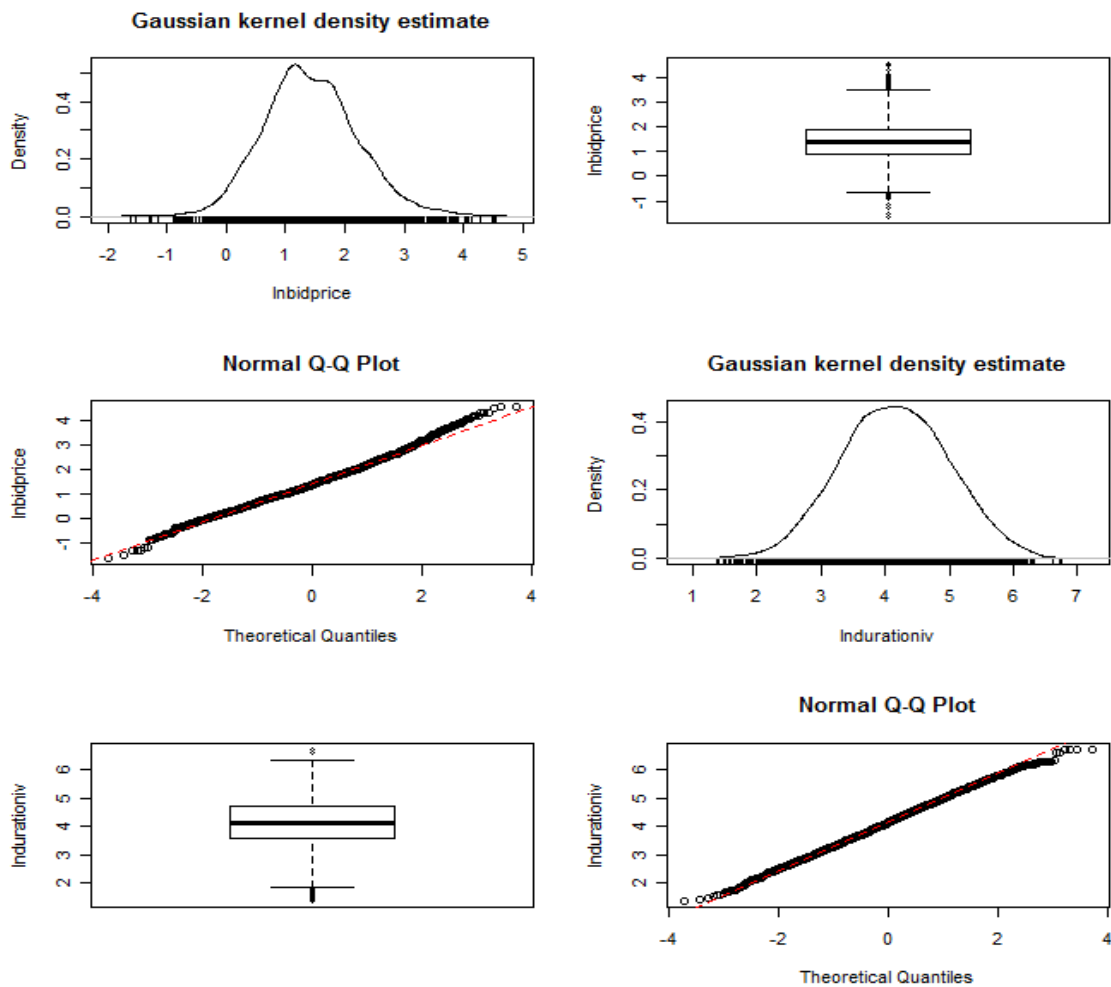 Gaussian kernel density estimate
Density
0.0 0.2 0.4
-2 -1 0 1 2 3 4 5
lnbidprice
lnbidprice
-1 0 1 2 3 4
Normal Q-Q Plot
lnbidprice
-1 0 1 2 3 4
-4 -2 0 2 4
Theoretical Quantiles
Gaussian kernel density estimate
Density
0.0 0.2 0.4
1 2 3 4 5 6 7
lndurationiv
lndurationiv
2 3 4 5 6
Normal Q-Q Plot
lndurationiv
2 3 4 5 6
-4 -2 0 2 4
Theoretical Quantiles